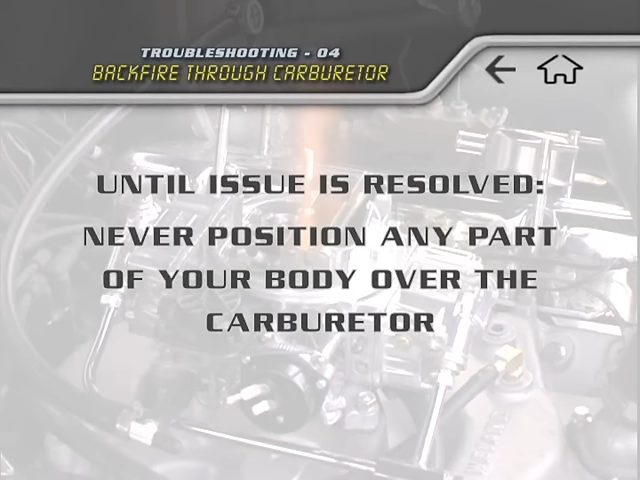 TROUBLESHOOTING - 04
BACKFIRE THROUGH CARBURETOR
UNTIL ISSUE IS RESOLVED:
NEVER POSITION ANY PART
OF YOUR BODY OVER THE
CARBURETOR